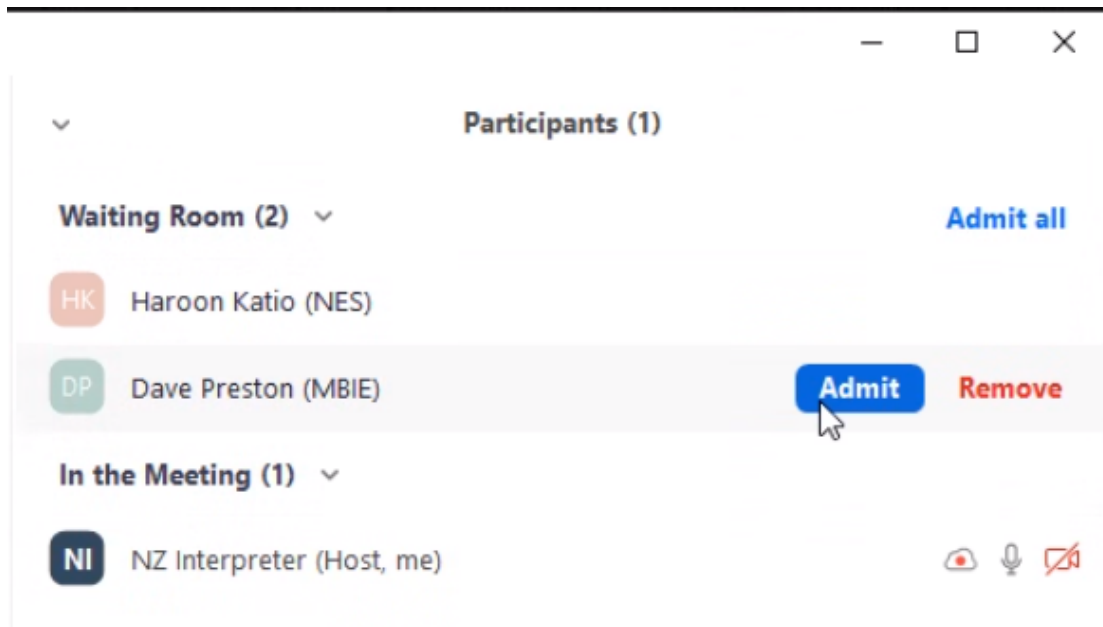 Participants (1)
Waiting Room (2) Admit all
HK Haroon Katio (NES)
DP Dave Preston (MBIE) Admit Remove
In the Meeting (1)
NI NZ Interpreter (Host, me)